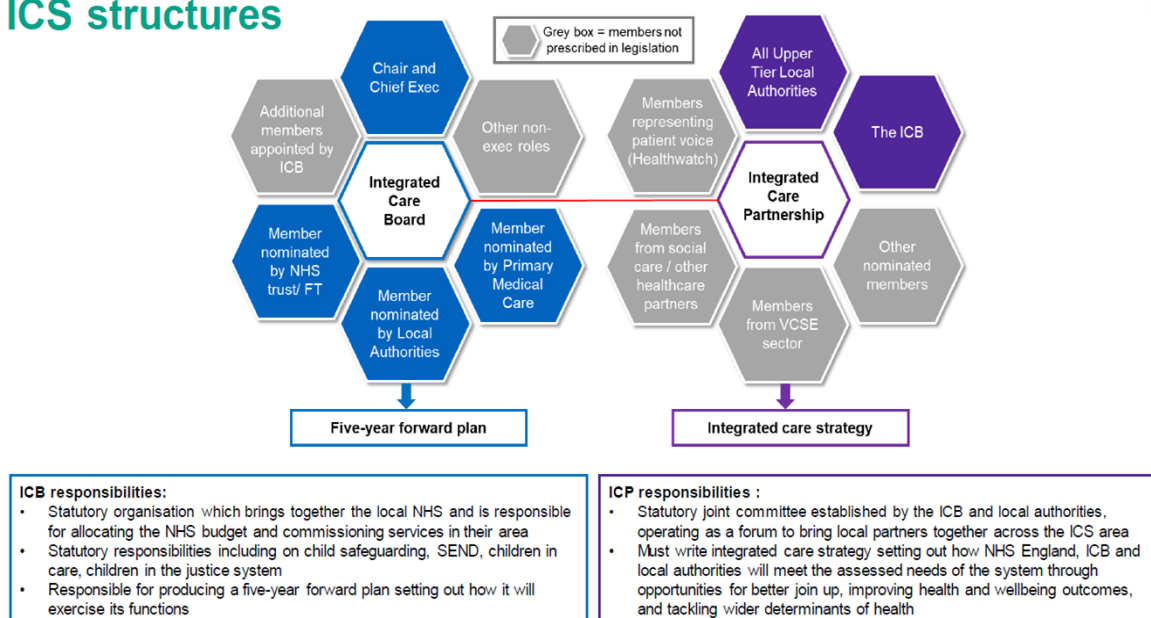 ICS structures
Grey box = members not
prescribed in legislation
Chair and
Chief Exec
Additional
members
appointed by
ICB
Other non-
exec roles
Integrated
Care
Board
Member
nominated
by NHS
trust/ FT
Member
nominated
by Primary
Medical
Care
Member
nominated
by Local
Authorities
Five-year forward plan
All Upper
Tier Local
Authorities
Members
representing
patient voice
(Healthwatch)
The ICB
Integrated
Care
Partnership
Members
from social
care / other
healthcare
partners
Other
nominated
members
Members
from VCSE
sector
Integrated care strategy
ICB responsibilities:
• Statutory organisation which brings together the local NHS and is responsible
for allocating the NHS budget and commissioning services in their area
• Statutory responsibilities including on child safeguarding, SEND, children in
care, children in the justice system
• Responsible for producing a five-year forward plan setting out how it will
exercise its functions
ICP responsibilities :
• Statutory joint committee established by the ICB and local authorities,
operating as a forum to bring local partners together across the ICS area
• Must write integrated care strategy setting out how NHS England, ICB and
local authorities will meet the assessed needs of the system through
opportunities for better join up, improving health and wellbeing outcomes,
and tackling wider determinants of health